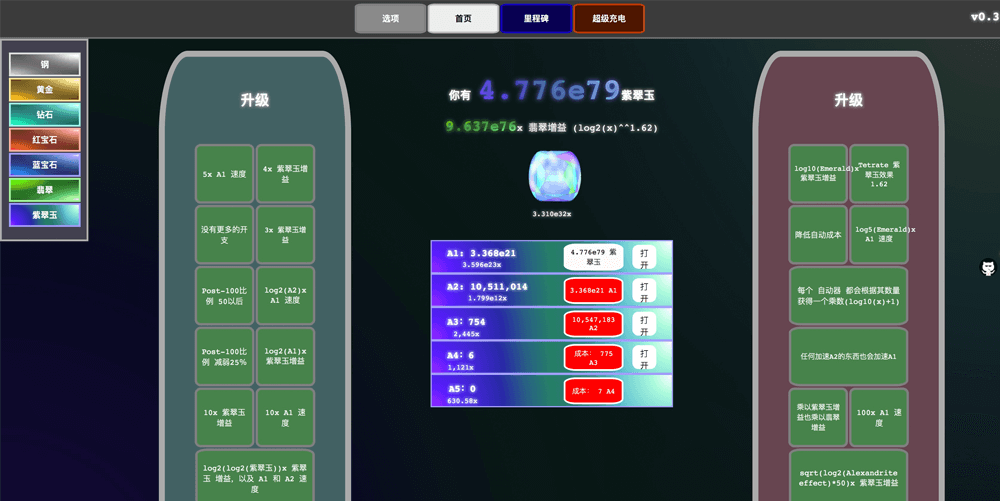 选项
首页
里程碑
超级充电
v0.3
钢
黄金
钻石
红宝石
蓝宝石
翡翠
紫翠玉
升级
5x A1 速度
4x 紫翠玉增
益
没有更多的开
支
3x 紫翠玉增
益
Post-100比
例 50以后
log2(A2)x
A1 速度
Post-100比
例 减弱25%
log2(A1)x
紫翠玉增益
10x 紫翠玉
增益
10x A1 速
度
log2(log2(紫翠玉))x 紫翠
玉 增益, 以及 A1 和 A2 速
度
你有 4.776e79紫翠玉
9.637e76x 翡翠增益 (log2(x)^^1.62)
3.310e32x
A1: 3.368e21
3.596e23x
4.776e79 紫
翠玉
打
开
A2: 10,511,014
1.799e12x
3.368e21 A1
打
开
A3: 754
2,445x
10,547,183
A2
打
开
A4: 6
1,121x
成本: 775
A3
打
开
A5: 0
630.58x
成本: 7 A4
升级
log10(Emerald)x
紫翠玉增益
Tetrate 紫
翠玉效果
1.62
降低自动成本
log5(Emerald)x
A1 速度
每个 自动器 都会根据其数量
获得一个乘数(log10(x)+1)
任何加速A2的东西也会加速A1
乘以紫翠玉增
益也乘以翡翠
增益
100x A1 速
度
sqrt(log2(Alexandrite
effect)*50)x 紫翠玉增益